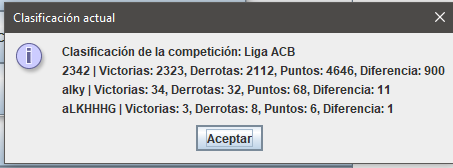 Clasificación actual
Clasificación de la competición: Liga ACB
2342 | Victorias: 2323, Derrotas: 2112, Puntos: 4646, Diferencia: 900
alky | Victorias: 34, Derrotas: 32, Puntos: 68, Diferencia: 11
aLKHHHG | Victorias: 3, Derrotas: 8, Puntos: 6, Diferencia: 1
Aceptar